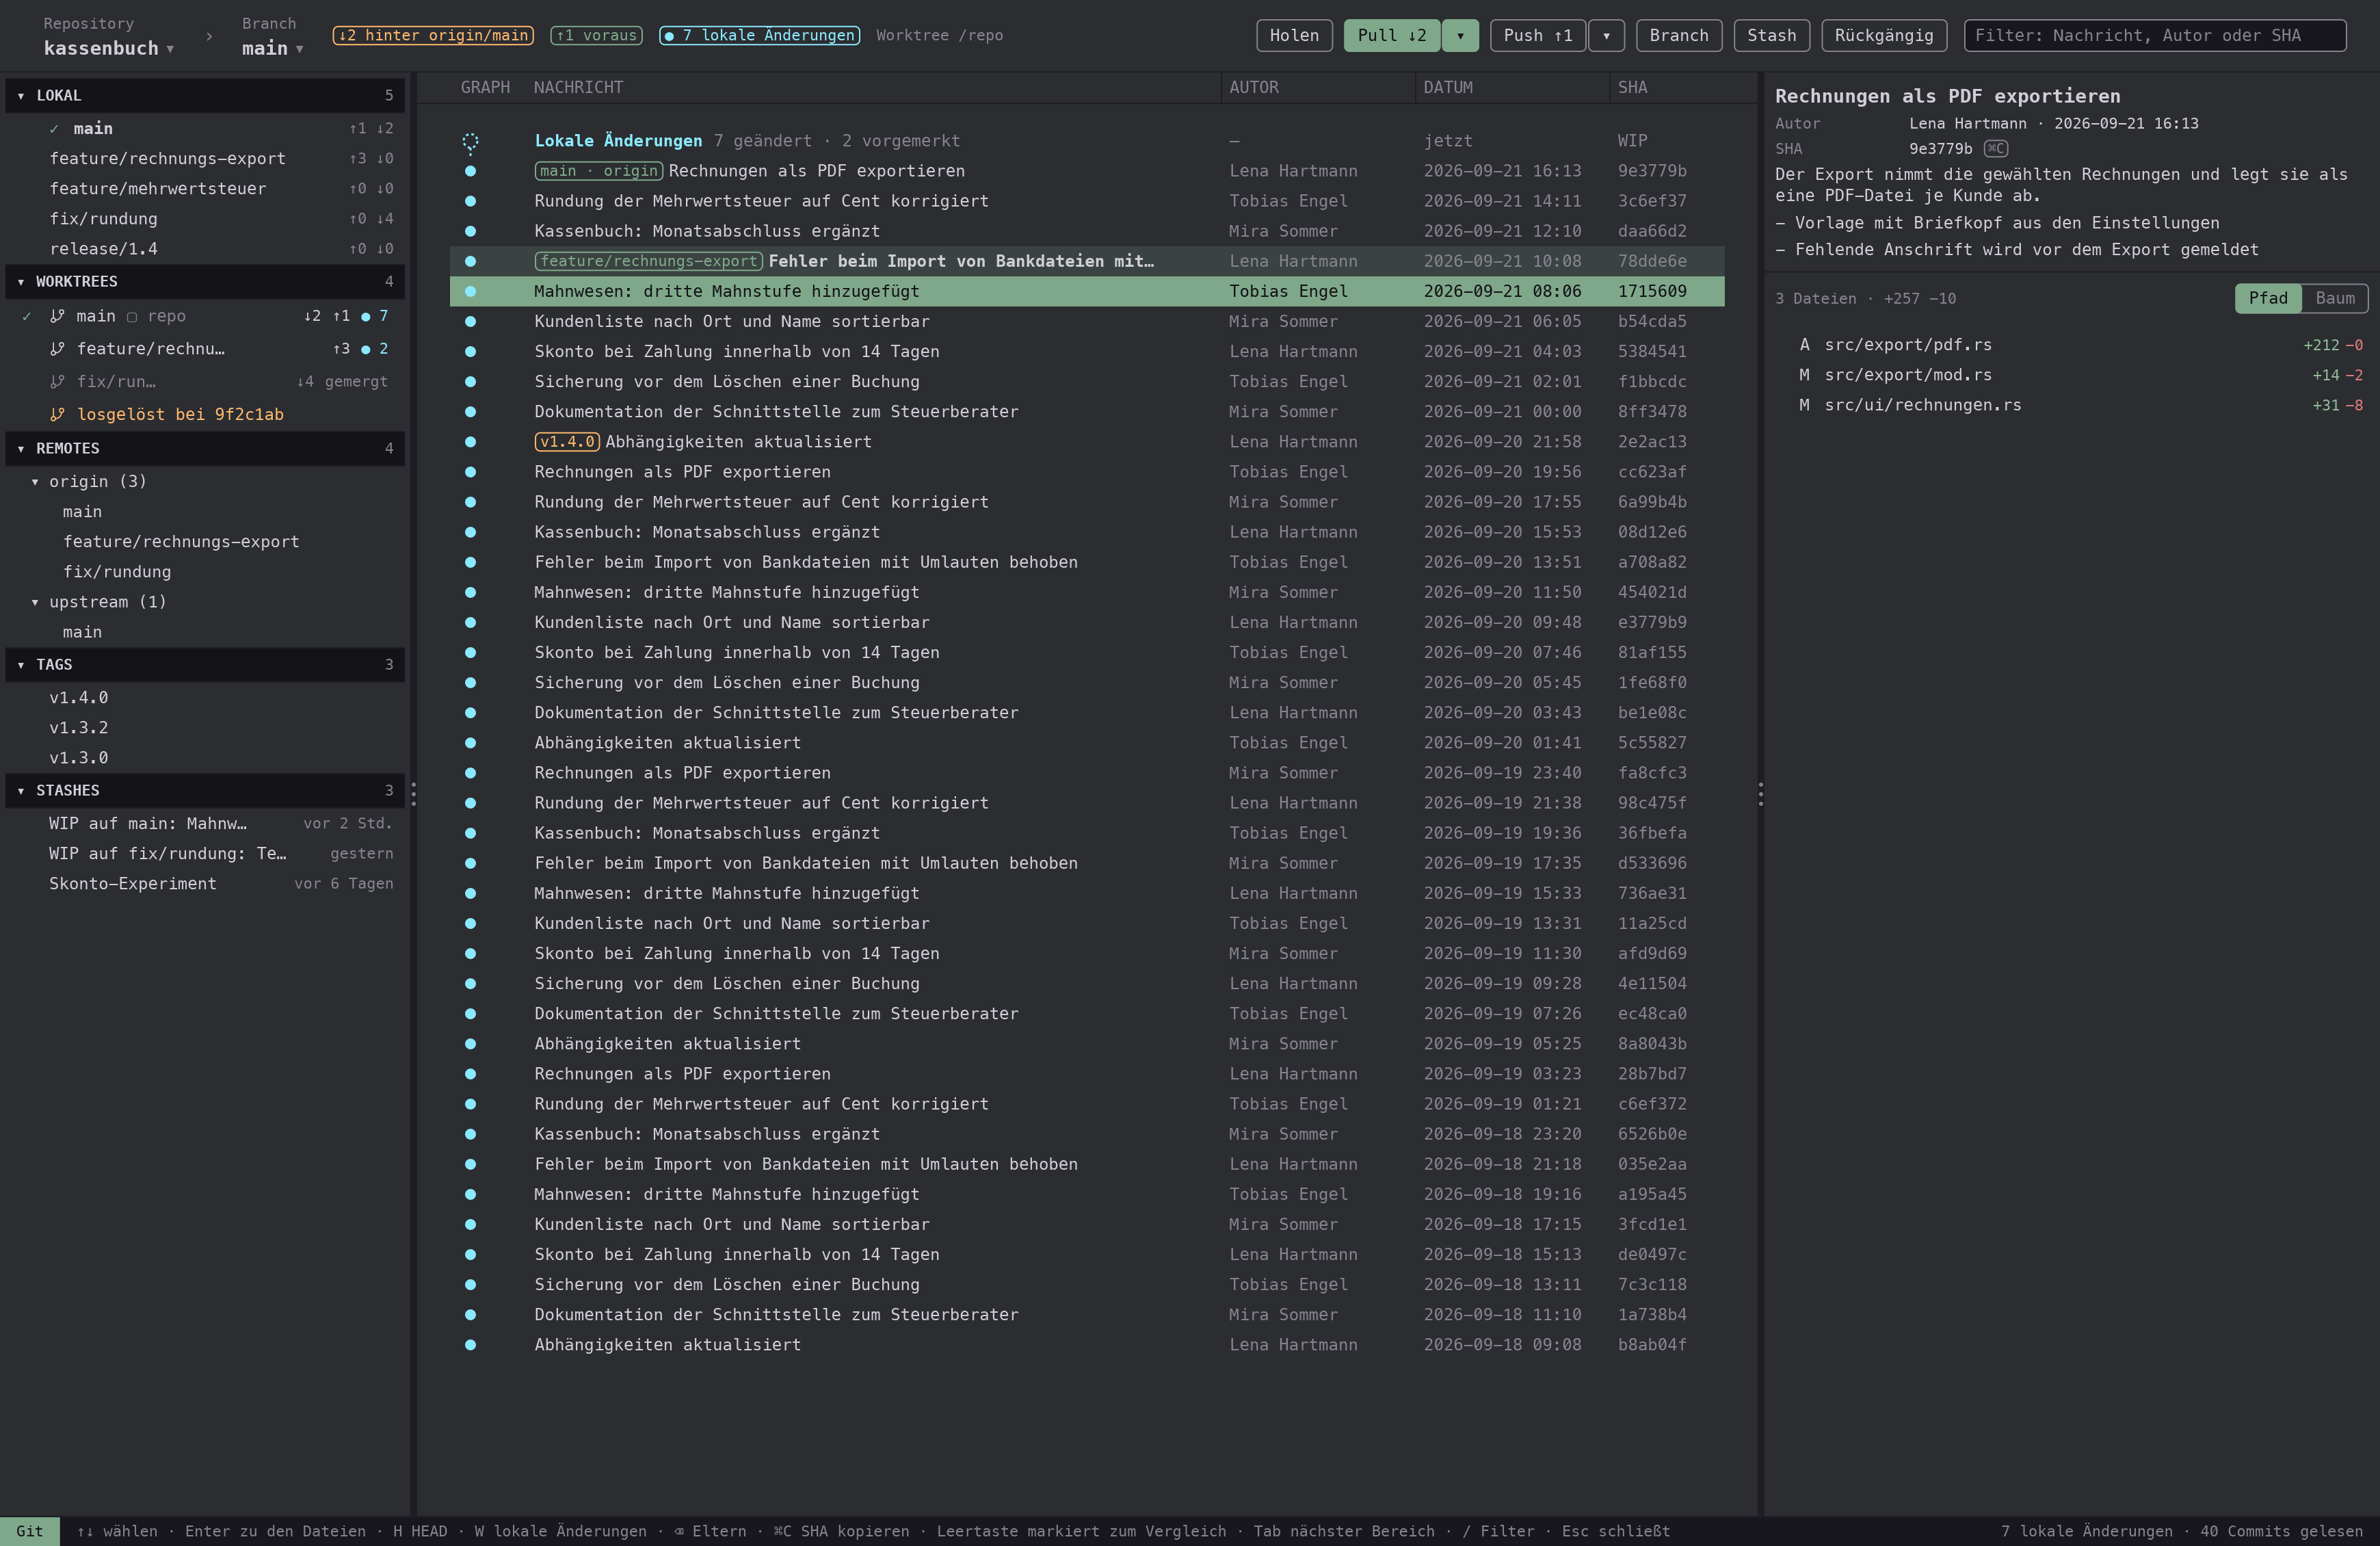 Repository
kassenbuch ▾ › Branch
main ▾ ↓2 hinter origin/main ↑1 voraus ● 7 lokale Änderungen Worktree /repo Holen Pull ↓2 ▾ Push ↑1 ▾ Branch Stash Rückgängig Filter: Nachricht, Autor oder SHA
▾ LOKAL 5
✓ main ↑1 ↓2
feature/rechnungs-export ↑3 ↓0
feature/mehrwertsteuer ↑0 ↓0
fix/rundung ↑0 ↓4
release/1.4 ↑0 ↓0
▾ WORKTREES 4
✓ main ▢ repo ↓2 ↑1 ● 7
feature/rechnu… ↑3 ● 2
fix/run… ↓4 gemergt
losgelöst bei 9f2c1ab
▾ REMOTES 4
▾ origin (3)
main
feature/rechnungs-export
fix/rundung
▾ upstream (1)
main
▾ TAGS 3
v1.4.0
v1.3.2
v1.3.0
▾ STASHES 3
WIP auf main: Mahnw… vor 2 Std.
WIP auf fix/rundung: Te… gestern
Skonto-Experiment vor 6 Tagen
GRAPH NACHRICHT AUTOR DATUM SHA
Lokale Änderungen 7 geändert · 2 vorgemerkt — jetzt WIP
main · origin Rechnungen als PDF exportieren Lena Hartmann 2026-09-21 16:13 9e3779b
Rundung der Mehrwertsteuer auf Cent korrigiert Tobias Engel 2026-09-21 14:11 3c6ef37
Kassenbuch: Monatsabschluss ergänzt Mira Sommer 2026-09-21 12:10 daa66d2
feature/rechnungs-export Fehler beim Import von Bankdateien mit… Lena Hartmann 2026-09-21 10:08 78dde6e
Mahnwesen: dritte Mahnstufe hinzugefügt Tobias Engel 2026-09-21 08:06 1715609
Kundenliste nach Ort und Name sortierbar Mira Sommer 2026-09-21 06:05 b54cda5
Skonto bei Zahlung innerhalb von 14 Tagen Lena Hartmann 2026-09-21 04:03 5384541
Sicherung vor dem Löschen einer Buchung Tobias Engel 2026-09-21 02:01 f1bbcdc
Dokumentation der Schnittstelle zum Steuerberater Mira Sommer 2026-09-21 00:00 8ff3478
v1.4.0 Abhängigkeiten aktualisiert Lena Hartmann 2026-09-20 21:58 2e2ac13
Rechnungen als PDF exportieren Tobias Engel 2026-09-20 19:56 cc623af
Rundung der Mehrwertsteuer auf Cent korrigiert Mira Sommer 2026-09-20 17:55 6a99b4b
Kassenbuch: Monatsabschluss ergänzt Lena Hartmann 2026-09-20 15:53 08d12e6
Fehler beim Import von Bankdateien mit Umlauten behoben Tobias Engel 2026-09-20 13:51 a708a82
Mahnwesen: dritte Mahnstufe hinzugefügt Mira Sommer 2026-09-20 11:50 454021d
Kundenliste nach Ort und Name sortierbar Lena Hartmann 2026-09-20 09:48 e3779b9
Skonto bei Zahlung innerhalb von 14 Tagen Tobias Engel 2026-09-20 07:46 81af155
Sicherung vor dem Löschen einer Buchung Mira Sommer 2026-09-20 05:45 1fe68f0
Dokumentation der Schnittstelle zum Steuerberater Lena Hartmann 2026-09-20 03:43 be1e08c
Abhängigkeiten aktualisiert Tobias Engel 2026-09-20 01:41 5c55827
Rechnungen als PDF exportieren Mira Sommer 2026-09-19 23:40 fa8cfc3
Rundung der Mehrwertsteuer auf Cent korrigiert Lena Hartmann 2026-09-19 21:38 98c475f
Kassenbuch: Monatsabschluss ergänzt Tobias Engel 2026-09-19 19:36 36fbefa
Fehler beim Import von Bankdateien mit Umlauten behoben Mira Sommer 2026-09-19 17:35 d533696
Mahnwesen: dritte Mahnstufe hinzugefügt Lena Hartmann 2026-09-19 15:33 736ae31
Kundenliste nach Ort und Name sortierbar Tobias Engel 2026-09-19 13:31 11a25cd
Skonto bei Zahlung innerhalb von 14 Tagen Mira Sommer 2026-09-19 11:30 afd9d69
Sicherung vor dem Löschen einer Buchung Lena Hartmann 2026-09-19 09:28 4e11504
Dokumentation der Schnittstelle zum Steuerberater Tobias Engel 2026-09-19 07:26 ec48ca0
Abhängigkeiten aktualisiert Mira Sommer 2026-09-19 05:25 8a8043b
Rechnungen als PDF exportieren Lena Hartmann 2026-09-19 03:23 28b7bd7
Rundung der Mehrwertsteuer auf Cent korrigiert Tobias Engel 2026-09-19 01:21 c6ef372
Kassenbuch: Monatsabschluss ergänzt Mira Sommer 2026-09-18 23:20 6526b0e
Fehler beim Import von Bankdateien mit Umlauten behoben Lena Hartmann 2026-09-18 21:18 035e2aa
Mahnwesen: dritte Mahnstufe hinzugefügt Tobias Engel 2026-09-18 19:16 a195a45
Kundenliste nach Ort und Name sortierbar Mira Sommer 2026-09-18 17:15 3fcd1e1
Skonto bei Zahlung innerhalb von 14 Tagen Lena Hartmann 2026-09-18 15:13 de0497c
Sicherung vor dem Löschen einer Buchung Tobias Engel 2026-09-18 13:11 7c3c118
Dokumentation der Schnittstelle zum Steuerberater Mira Sommer 2026-09-18 11:10 1a738b4
Abhängigkeiten aktualisiert Lena Hartmann 2026-09-18 09:08 b8ab04f
Rechnungen als PDF exportieren
Autor Lena Hartmann · 2026-09-21 16:13
SHA 9e3779b ⌘C
Der Export nimmt die gewählten Rechnungen und legt sie als
eine PDF-Datei je Kunde ab.
– Vorlage mit Briefkopf aus den Einstellungen
– Fehlende Anschrift wird vor dem Export gemeldet
3 Dateien · +257 −10 Pfad Baum
A src/export/pdf.rs +212 −0
M src/export/mod.rs +14 −2
M src/ui/rechnungen.rs +31 −8
Git ↑↓ wählen · Enter zu den Dateien · H HEAD · W lokale Änderungen · ⌫ Eltern · ⌘C SHA kopieren · Leertaste markiert zum Vergleich · Tab nächster Bereich · / Filter · Esc schließt 7 lokale Änderungen · 40 Commits gelesen